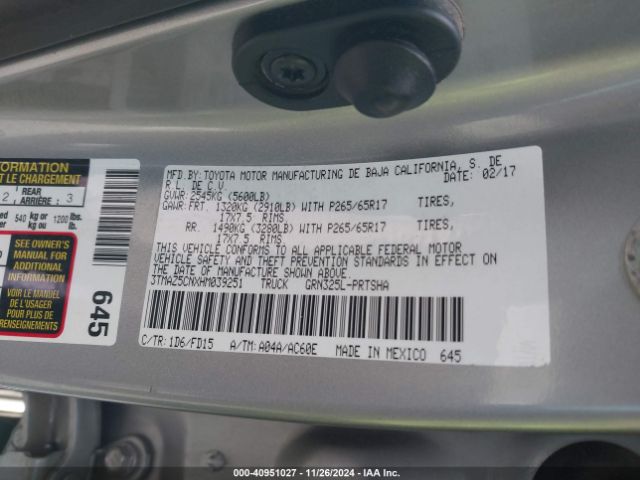 FORMATION
T LE CHARGEMENT
2, REAR ARRIÈRE : 3
ed 540 kg or 1200 lbs.
SEE OWNER'S
MANUAL FOR
ADDITIONAL
INFORMATION
VOIR LE MANUEL
DE L'USAGER
POUR PLUS DE
RENSEIGNEMENTS
645
MFD.BY:TOYOTA MOTOR MANUFACTURING DE BAJA CALIFORNIA, S. DE
R L. DE C.V. DATE: 02/17
GVWR:2545KG (5600LB)
GAWR:FRT. 1320KG (2910LB) WITH P265/65R17 TIRES,
17X7.5 RIMS
RR. 1490KG (3280LB) WITH P265/65R17 TIRES,
17X7.5 RIMS
THIS VEHICLE CONFORMS TO ALL APPLICABLE FEDERAL MOTOR
VEHICLE SAFETY AND THEFT PREVENTION STANDARDS IN EFFECT ON
THE DATE OF MANUFACTURE SHOWN ABOVE.
3TMAZ5CNXHM039251 TRUCK GRN325L-PRTSHA
C/TR:1D6/FD15 A/TM:A04A/AC60E MADE IN MEXICO 645
000-40951027 - 11/26/2024 - IAA Inc.